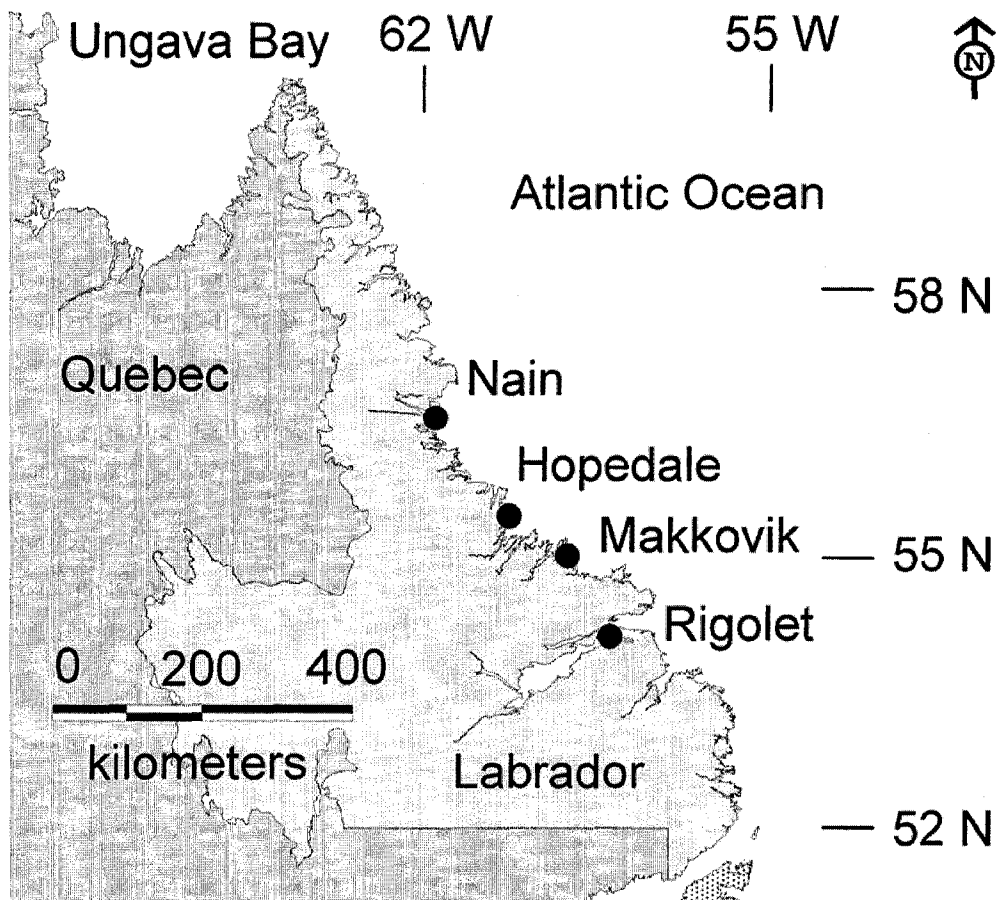 Ungava Bay
62 W
55 W
N
Atlantic Ocean
58 N
Quebec
Nain
Hopedale
Makkovik
55 N
Rigolet
0 200 400
kilometers
Labrador
52 N